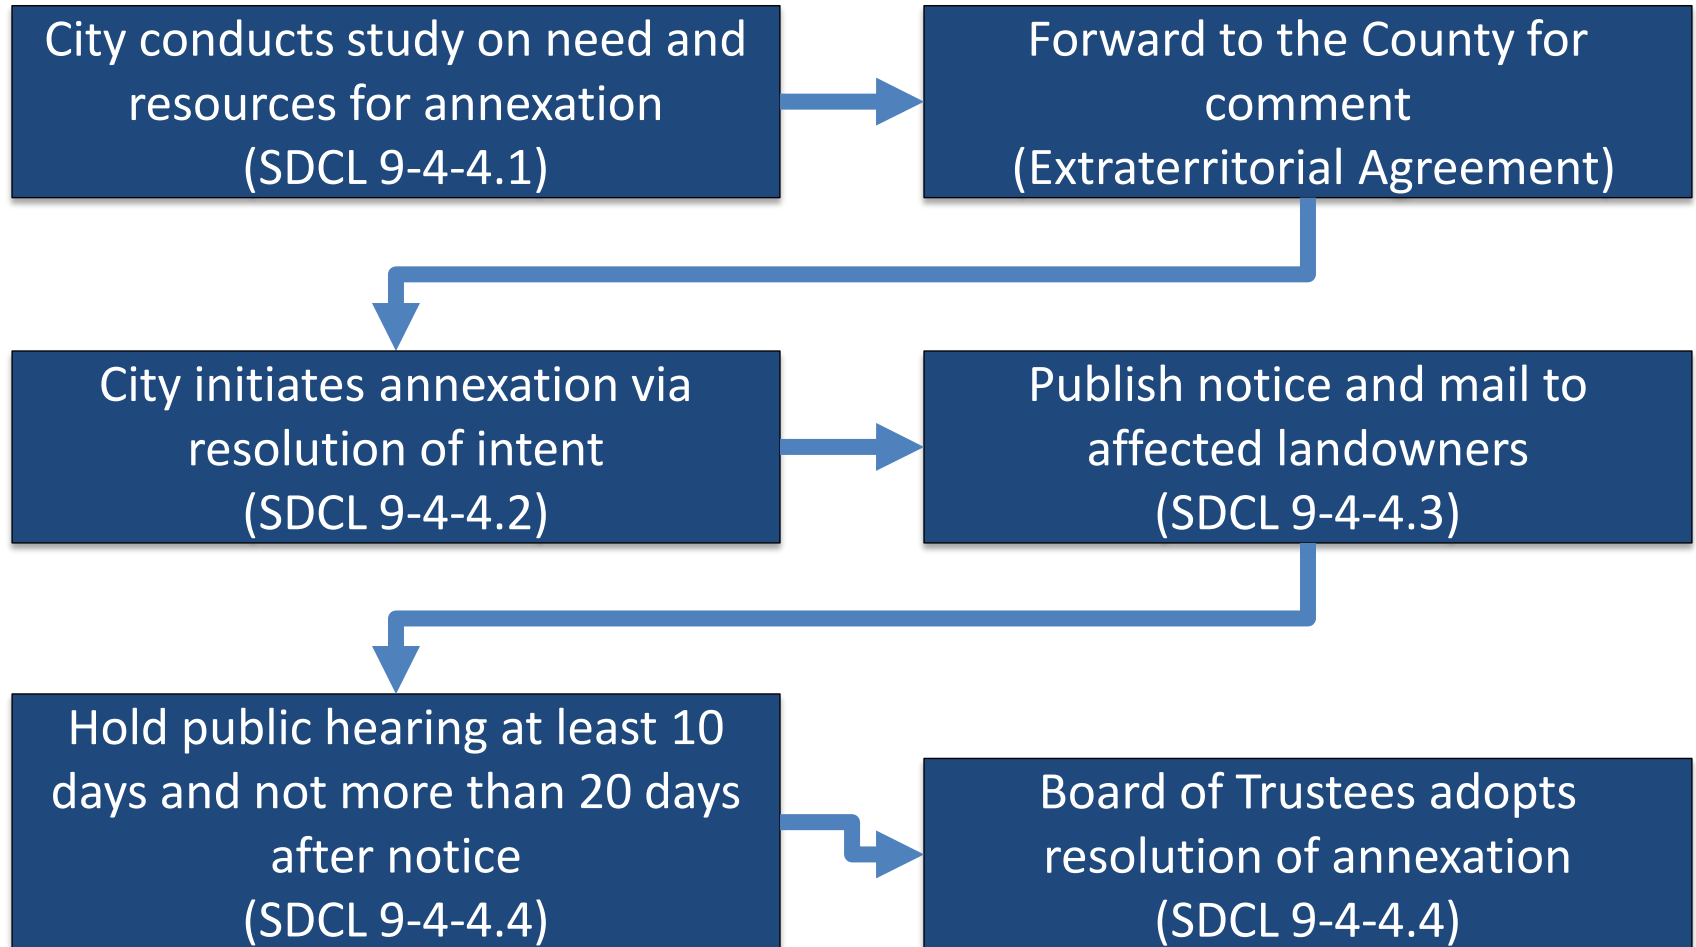 City conducts study on need and
resources for annexation
(SDCL 9-4-4.1)
Forward to the County for
comment
(Extraterritorial Agreement)
City initiates annexation via
resolution of intent
(SDCL 9-4-4.2)
Publish notice and mail to
affected landowners
(SDCL 9-4-4.3)
Hold public hearing at least 10
days and not more than 20 days
after notice
(SDCL 9-4-4.4)
Board of Trustees adopts
resolution of annexation
(SDCL 9-4-4.4)